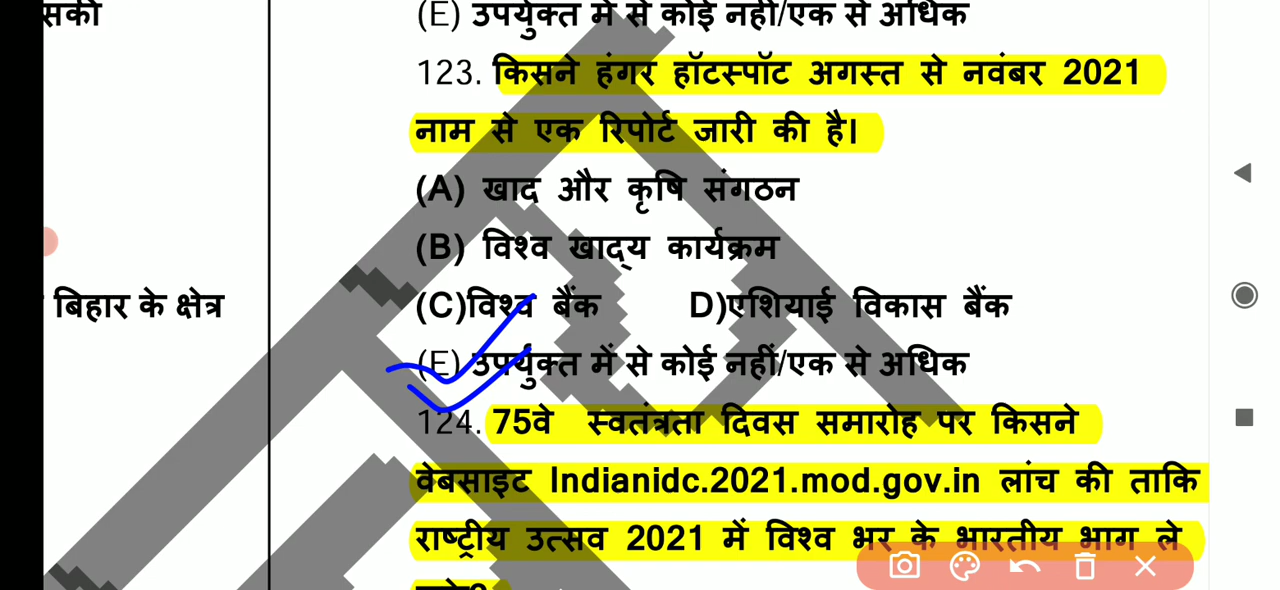 सकी
(E) उपर्युक्त में से कोई नहीं/एक से अधिक
123. किसने हंगर हॉटस्पॉट अगस्त से नवंबर 2021
नाम से एक रिपोर्ट जारी की है।
(A) खाद और कृषि संगठन
(B) विश्व खाद्य कार्यक्रम
बिहार के क्षेत्र
(C)विश्व बैंक D)एशियाई विकास बैंक
(E) उपर्युक्त में से कोई नहीं/एक से अधिक
124. 75वे स्वतंत्रता दिवस समारोह पर किसने
वेबसाइट Indianidc.2021.mod.gov.in लांच की ताकि
राष्ट्रीय उत्सव 2021 में विश्व भर के भारतीय भाग ले